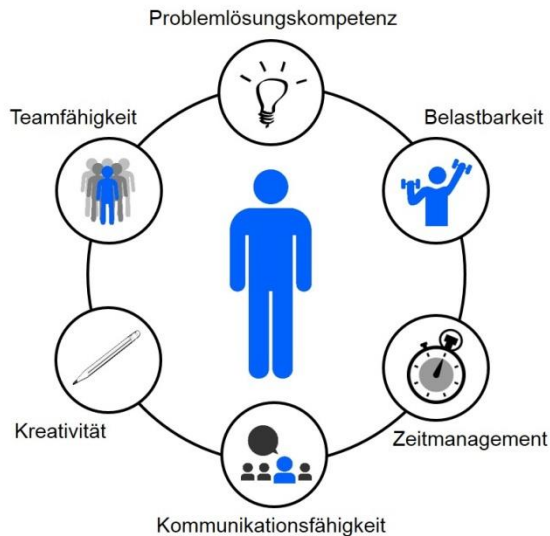 Problemlösungskompetenz
Teamfähigkeit
Belastbarkeit
Kreativität
Zeitmanagement
Kommunikationsfähigkeit